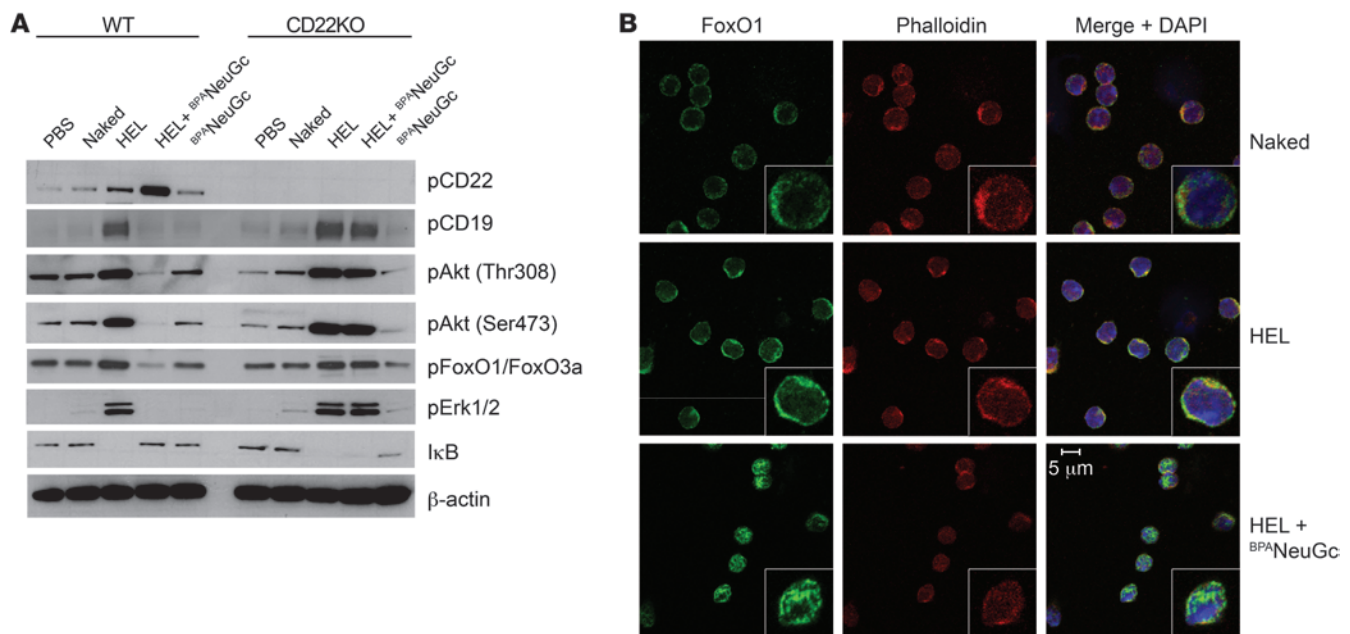 A
WT CD22KO
PBS Naked HEL HEL+ ᴮᴾᴬNeuGc ᴮᴾᴬNeuGc PBS Naked HEL HEL+ ᴮᴾᴬNeuGc ᴮᴾᴬNeuGc
pCD22
pCD19
pAkt (Thr308)
pAkt (Ser473)
pFoxO1/FoxO3a
pErk1/2
IκB
β-actin
B
FoxO1 Phalloidin Merge + DAPI
Naked
HEL
5 μm
HEL +
ᴮᴾᴬNeuGc